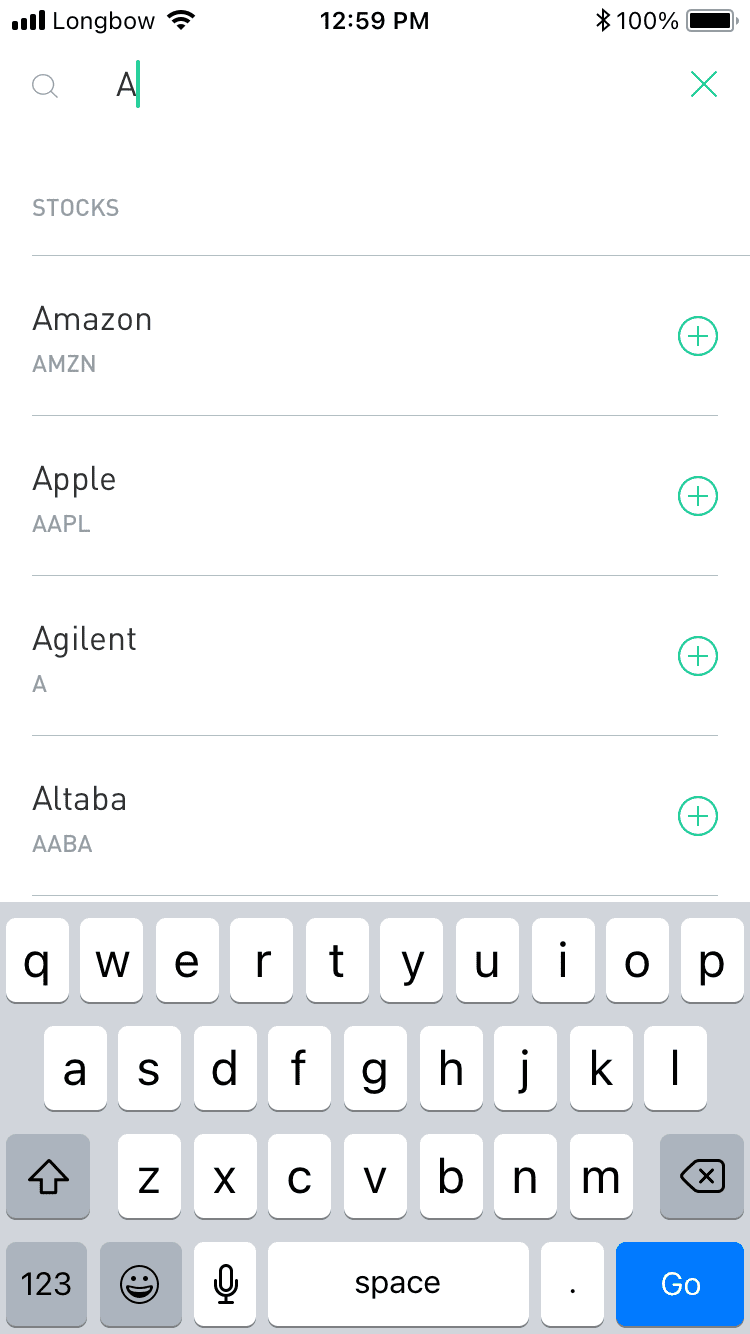 Longbow 12:59 PM 100%
A
STOCKS
Amazon
AMZN
Apple
AAPL
Agilent
A
Altaba
AABA
q w e r t y u i o p
a s d f g h j k l
z x c v b n m
123 space . Go